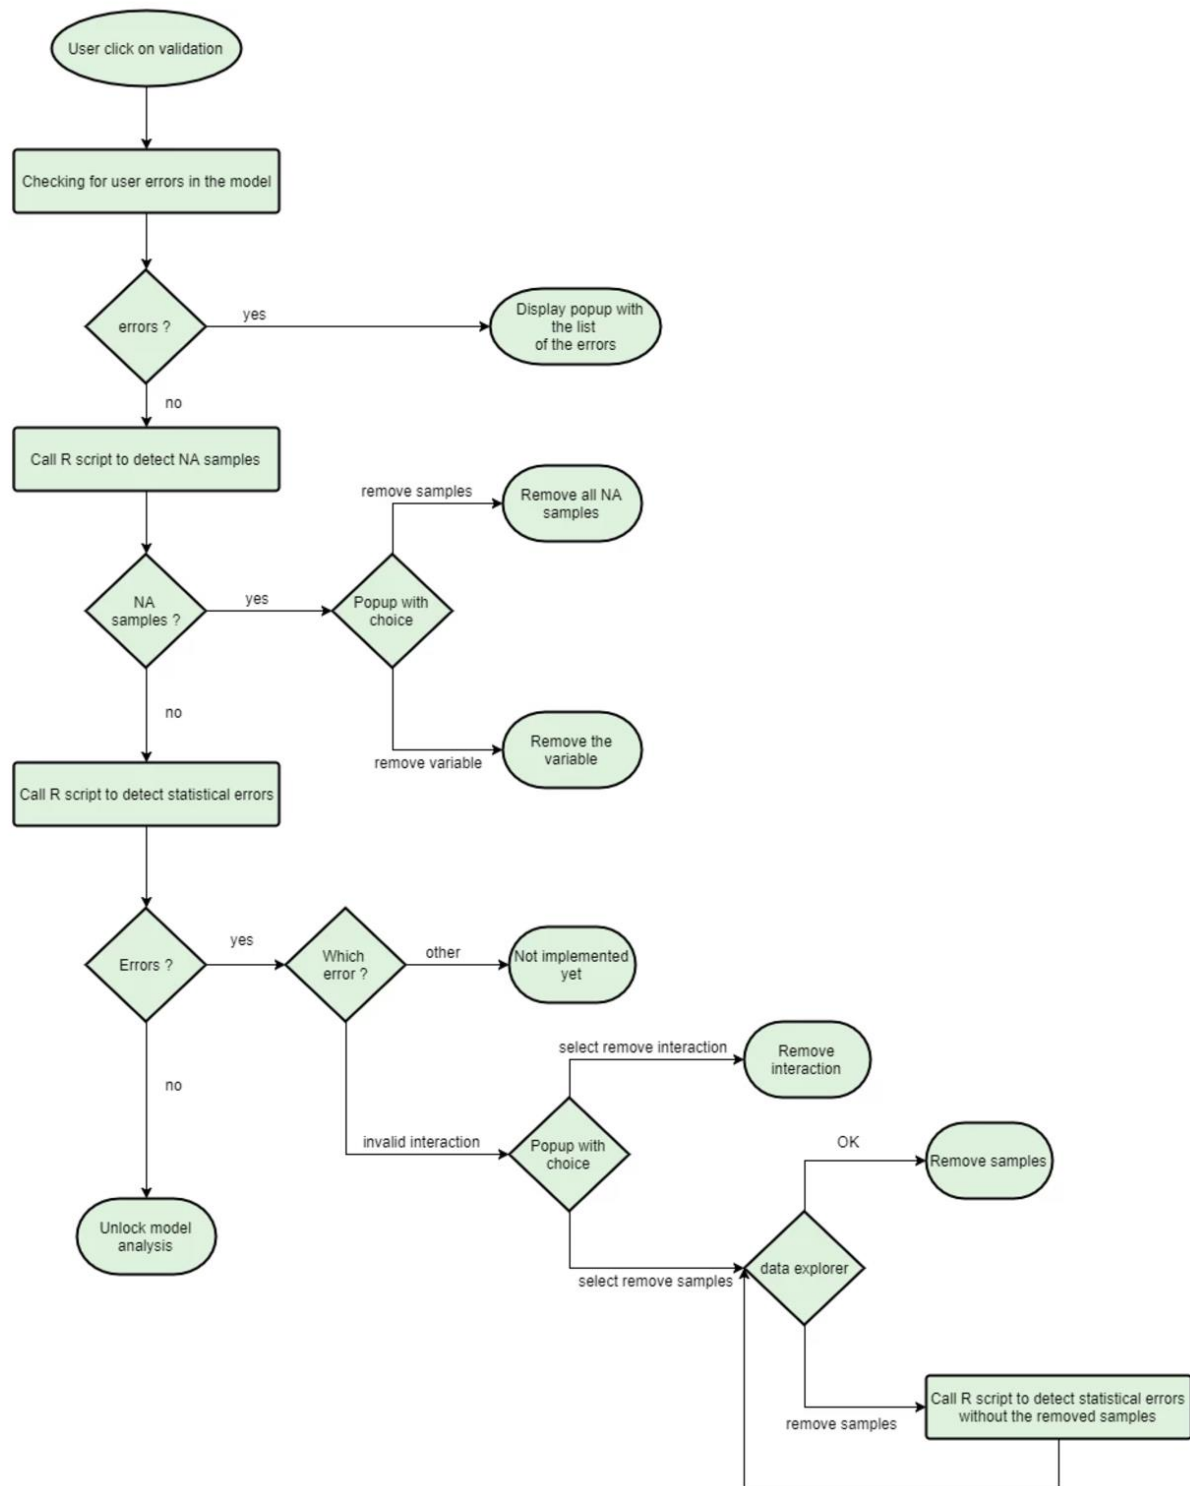 User click on validation
Checking for user errors in the model
errors ?
yes
Display popup with
the list
of the errors
no
Call R script to detect NA samples
remove samples
Remove all NA
samples
NA
samples ?
yes
Popup with
choice
no
remove variable
Remove the
variable
Call R script to detect statistical errors
Errors ?
yes
Which
error ?
other
Not implemented
yet
select remove interaction
Remove
interaction
no
invalid interaction
Popup with
choice
OK
Remove samples
Unlock model
analysis
select remove samples
data explorer
remove samples
Call R script to detect statistical errors
without the removed samples